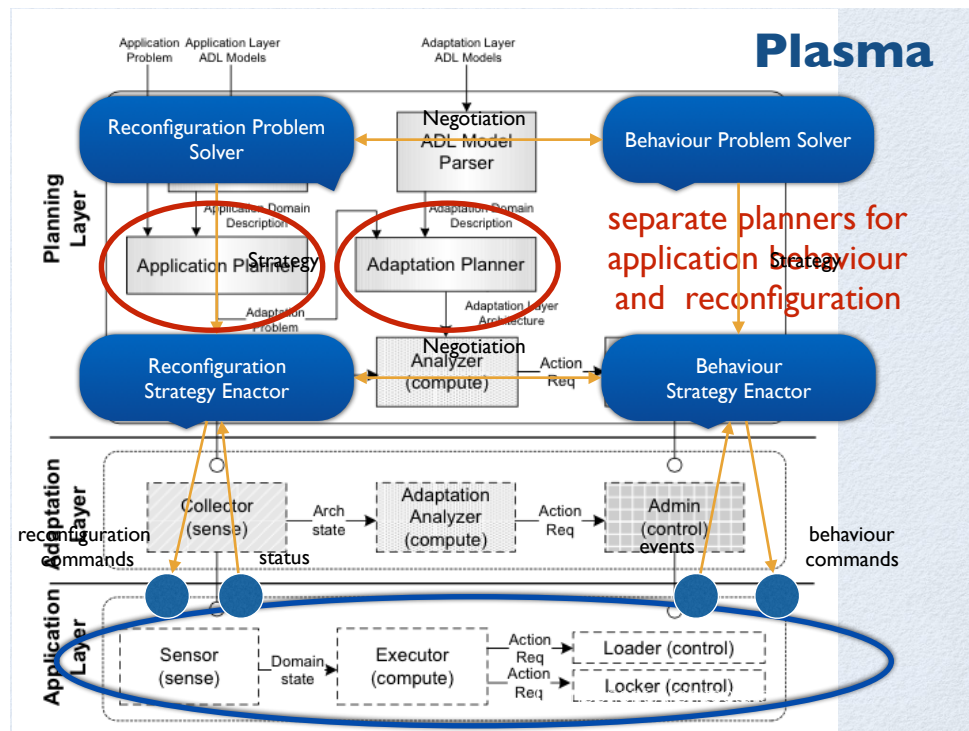 Plasma
Application
Problem
Application Layer
ADL Models
Adaptation Layer
ADL Models
Reconfiguration Problem
Solver
Negotiation
ADL Model
Parser
Behaviour Problem Solver
Planning
Layer
Application Domain
Description
Adaptation Domain
Description
separate planners for
application behaviour
and reconfiguration
Application Planner
Strategy
Adaptation Planner
Strategy
Adaptation
Problem
Adaptation Layer
Architecture
Negotiation
Reconfiguration
Strategy Enactor
Analyzer
(compute)
Action
Req
Behaviour
Strategy Enactor
Adaptation
Layer
Collector
(sense)
Arch
state
Adaptation
Analyzer
(compute)
Action
Req
Admin
(control)
reconfiguration
commands
status
events
behaviour
commands
Application
Layer
Sensor
(sense)
Domain
state
Executor
(compute)
Action
Req
Loader (control)
Action
Req
Locker (control)